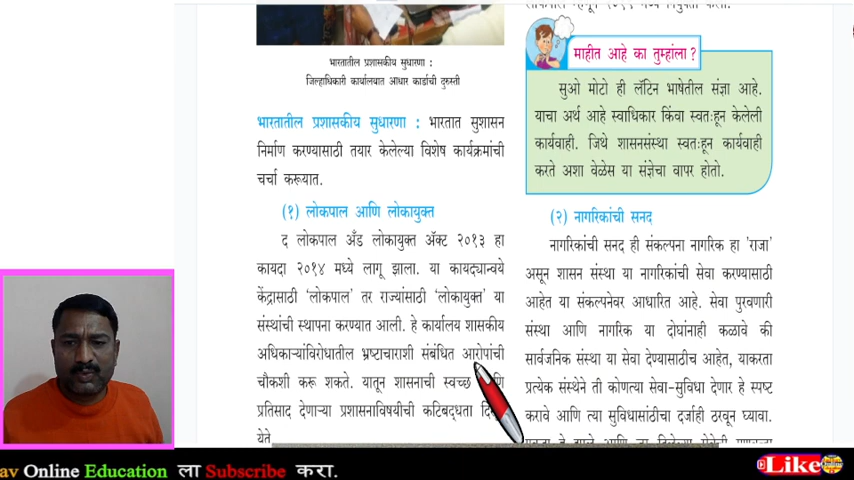 भारतातील प्रशासकीय सुधारणा :
जिल्हाधिकारी कार्यालयात आधार कार्डाची दुरुस्ती
भारतातील प्रशासकीय सुधारणा : भारतात सुशासन
निर्माण करण्यासाठी तयार केलेल्या विशेष कार्यक्रमांची
चर्चा करूयात.
(१) लोकपाल आणि लोकायुक्त
द लोकपाल अँड लोकायुक्त ॲक्ट २०१३ हा
कायदा २०१४ मध्ये लागू झाला. या कायद्यान्वये
केंद्रासाठी 'लोकपाल' तर राज्यांसाठी 'लोकायुक्त' या
संस्थांची स्थापना करण्यात आली. हे कार्यालय शासकीय
अधिकाऱ्यांविरोधातील भ्रष्टाचाराशी संबंधित आरोपांची
चौकशी करू शकते. यातून शासनाची स्वच्छ
प्रतिसाद देणाऱ्या प्रशासनाविषयीची कटिबद्धता
येते
माहीत आहे का तुम्हांला ?
सुओ मोटो ही लॅटिन भाषेतील संज्ञा आहे.
याचा अर्थ आहे स्वाधिकार किंवा स्वतःहून केलेली
कार्यवाही. जिथे शासनसंस्था स्वतःहून कार्यवाही
करते अशा वेळेस या संज्ञेचा वापर होतो.
(२) नागरिकांची सनद
नागरिकांची सनद ही संकल्पना नागरिक हा 'राजा'
असून शासन संस्था या नागरिकांची सेवा करण्यासाठी
आहेत या संकल्पनेवर आधारित आहे. सेवा पुरवणारी
संस्था आणि नागरिक या दोघांनाही कळावे की
सार्वजनिक संस्था या सेवा देण्यासाठीच आहेत, याकरता
प्रत्येक संस्थेने ती कोणत्या सेवा-सुविधा देणार हे स्पष्ट
करावे आणि त्या सुविधासांठीचा दर्जाही ठरवून घ्यावा.
av Online Education ला Subscribe करा.
Like